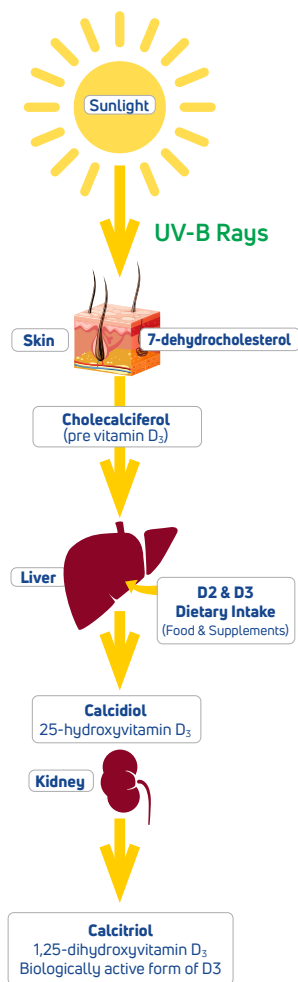 Sunlight
UV-B Rays
Skin
7-dehydrocholesterol
Cholecalciferol
(pre vitamin D₃)
Liver
D2 & D3
Dietary Intake
(Food & Supplements)
Calcidiol
25-hydroxyvitamin D₃
Kidney
Calcitriol
1,25-dihydroxyvitamin D₃
Biologically active form of D3